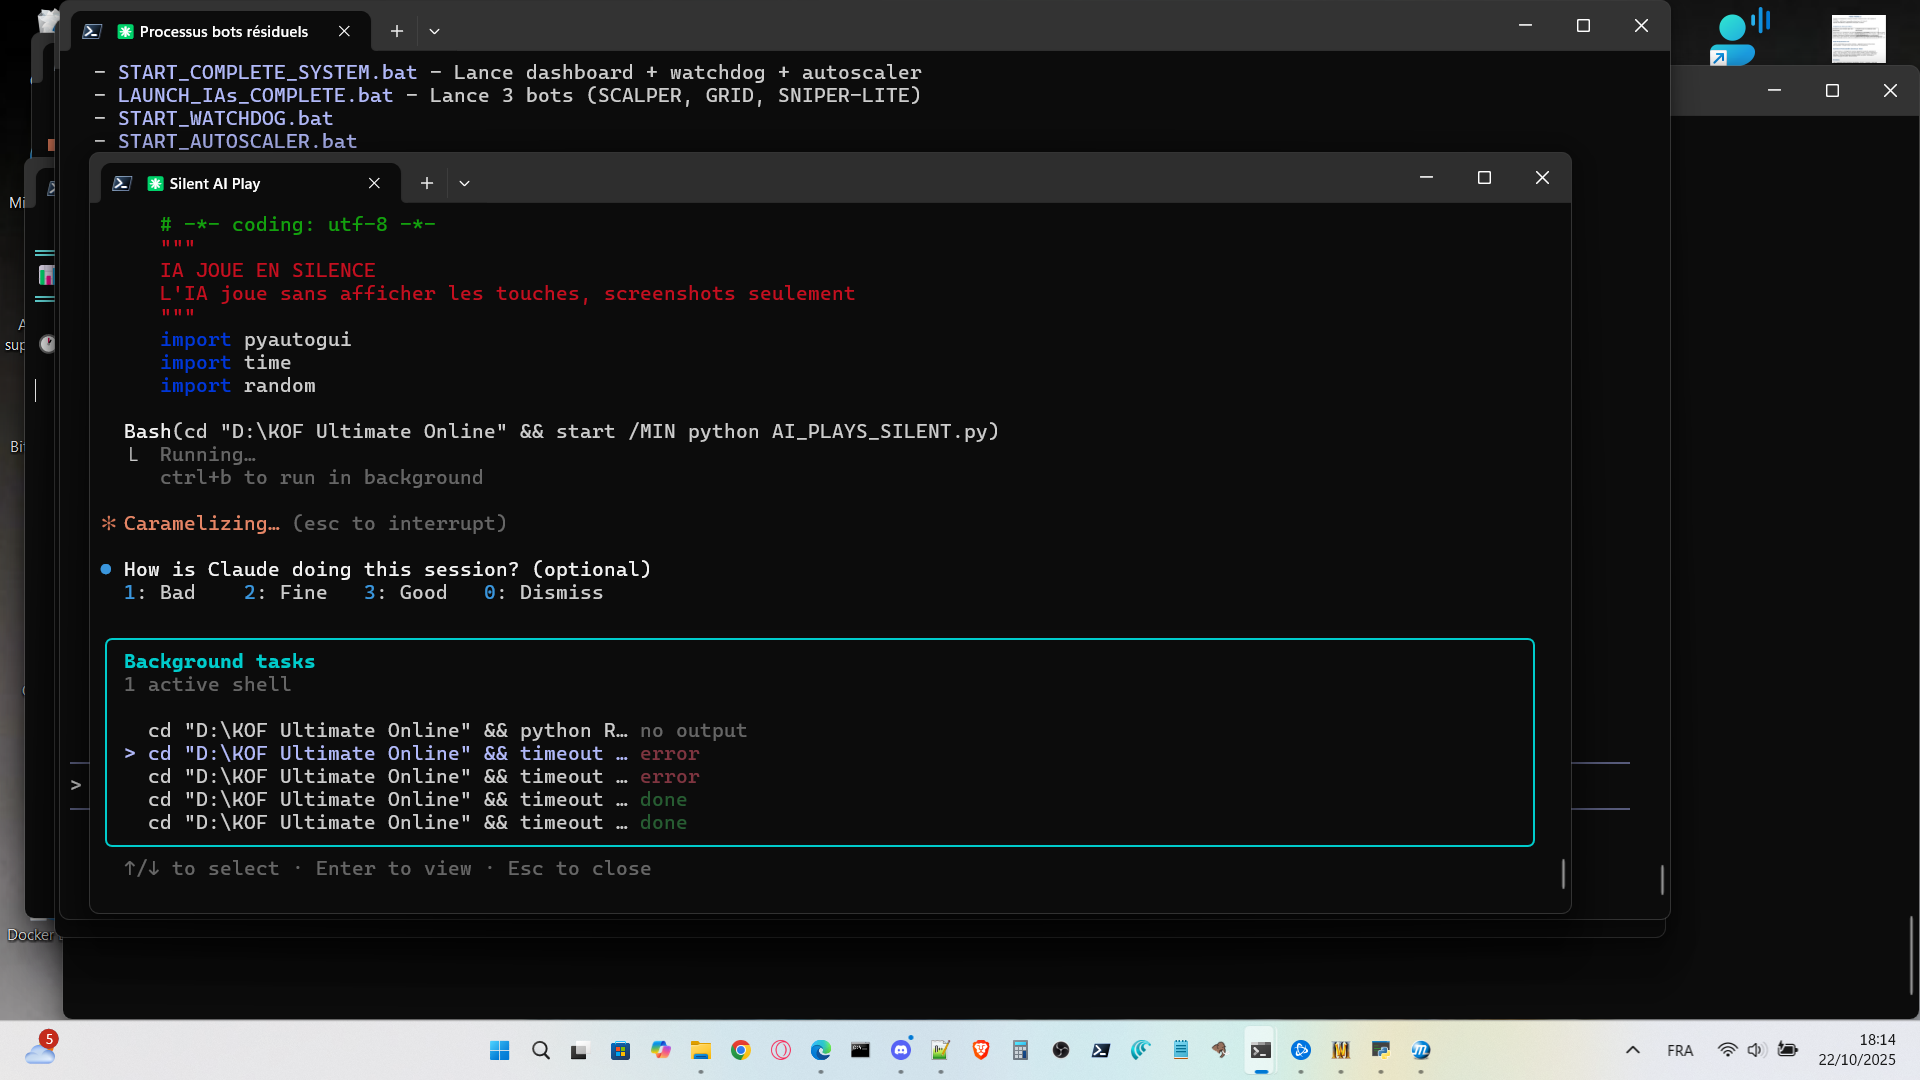 Processus bots résiduels
- START_COMPLETE_SYSTEM.bat - Lance dashboard + watchdog + autoscaler
- LAUNCH_IAs_COMPLETE.bat - Lance 3 bots (SCALPER, GRID, SNIPER-LITE)
- START_WATCHDOG.bat
- START_AUTOSCALER.bat
Silent AI Play
# -*- coding: utf-8 -*-
"""
IA JOUE EN SILENCE
L'IA joue sans afficher les touches, screenshots seulement
"""
import pyautogui
import time
import random
Bash(cd "D:\KOF Ultimate Online" && start /MIN python AI_PLAYS_SILENT.py)
L Running…
ctrl+b to run in background
* Caramelizing… (esc to interrupt)
● How is Claude doing this session? (optional)
1: Bad 2: Fine 3: Good 0: Dismiss
Background tasks
1 active shell
cd "D:\KOF Ultimate Online" && python R… no output
> cd "D:\KOF Ultimate Online" && timeout … error
cd "D:\KOF Ultimate Online" && timeout … error
cd "D:\KOF Ultimate Online" && timeout … done
cd "D:\KOF Ultimate Online" && timeout … done
↑/↓ to select · Enter to view · Esc to close
>
Mi
A
sup
Bi
Docker
5
FRA
18:14
22/10/2025